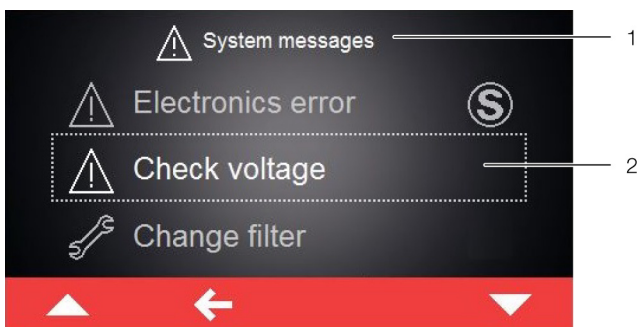 System messages 1
Electronics error S
Check voltage 2
Change filter